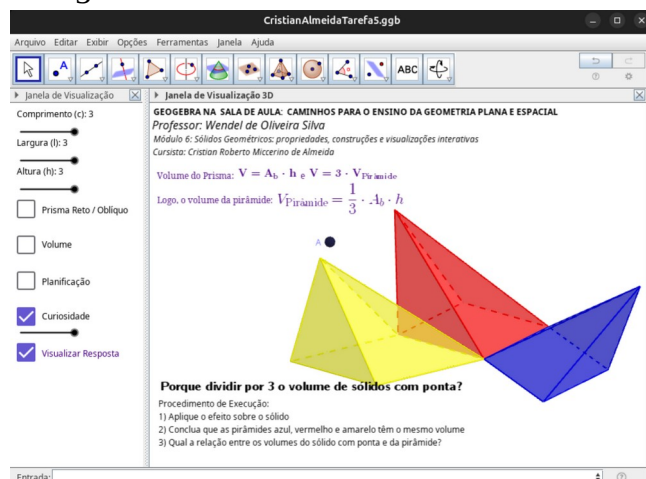 CristianAlmeidaTarefa5.ggb
Arquivo Editar Exibir Opções Ferramentas Janela Ajuda
ABC
Janela de Visualização
Janela de Visualização 3D
Comprimento (c): 3
Largura (l): 3
Altura (h): 3
Prisma Reto / Oblíquo
Volume
Planificação
Curiosidade
Visualizar Resposta
GEOGEBRA NA SALA DE AULA: CAMINHOS PARA O ENSINO DA GEOMETRIA PLANA E ESPACIAL
Professor: Wendel de Oliveira Silva
Módulo 6: Sólidos Geométricos: propriedades, construções e visualizações interativas
Cursista: Cristian Roberto Miccerino de Almeida
Volume do Prisma: V = A_b · h e V = 3 · V_Pirâmide
Logo, o volume da pirâmide: V_Pirâmide = 1/3 · A_b · h
A
Porque dividir por 3 o volume de sólidos com ponta?
Procedimento de Execução:
1) Aplique o efeito sobre o sólido
2) Conclua que as pirâmides azul, vermelho e amarelo têm o mesmo volume
3) Qual a relação entre os volumes do sólido com ponta e da pirâmide?
Entrada: